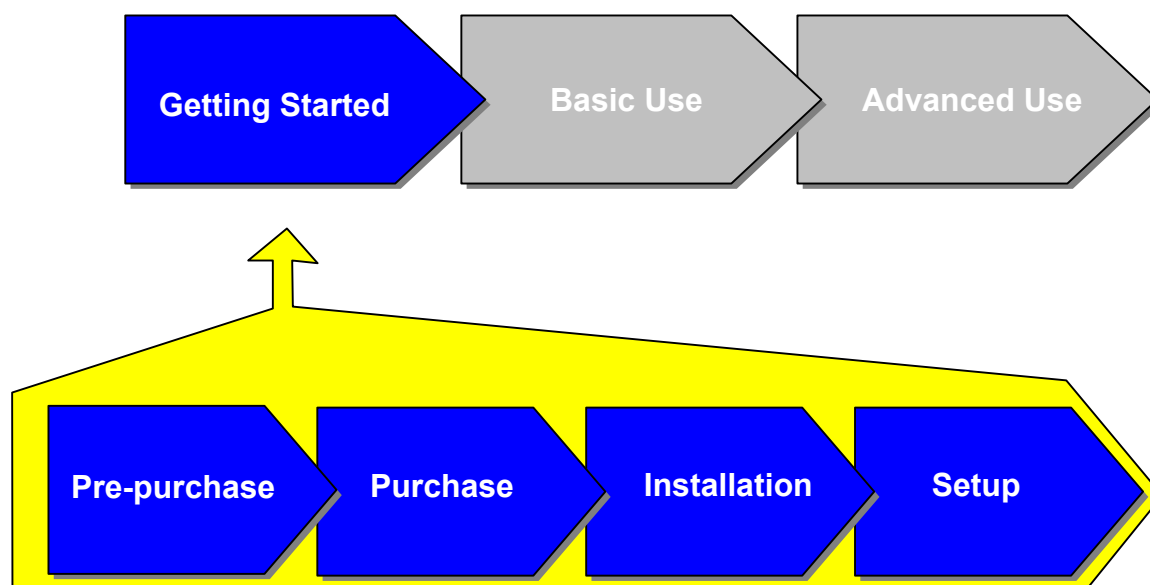 Getting Started
Basic Use
Advanced Use
Pre-purchase
Purchase
Installation
Setup